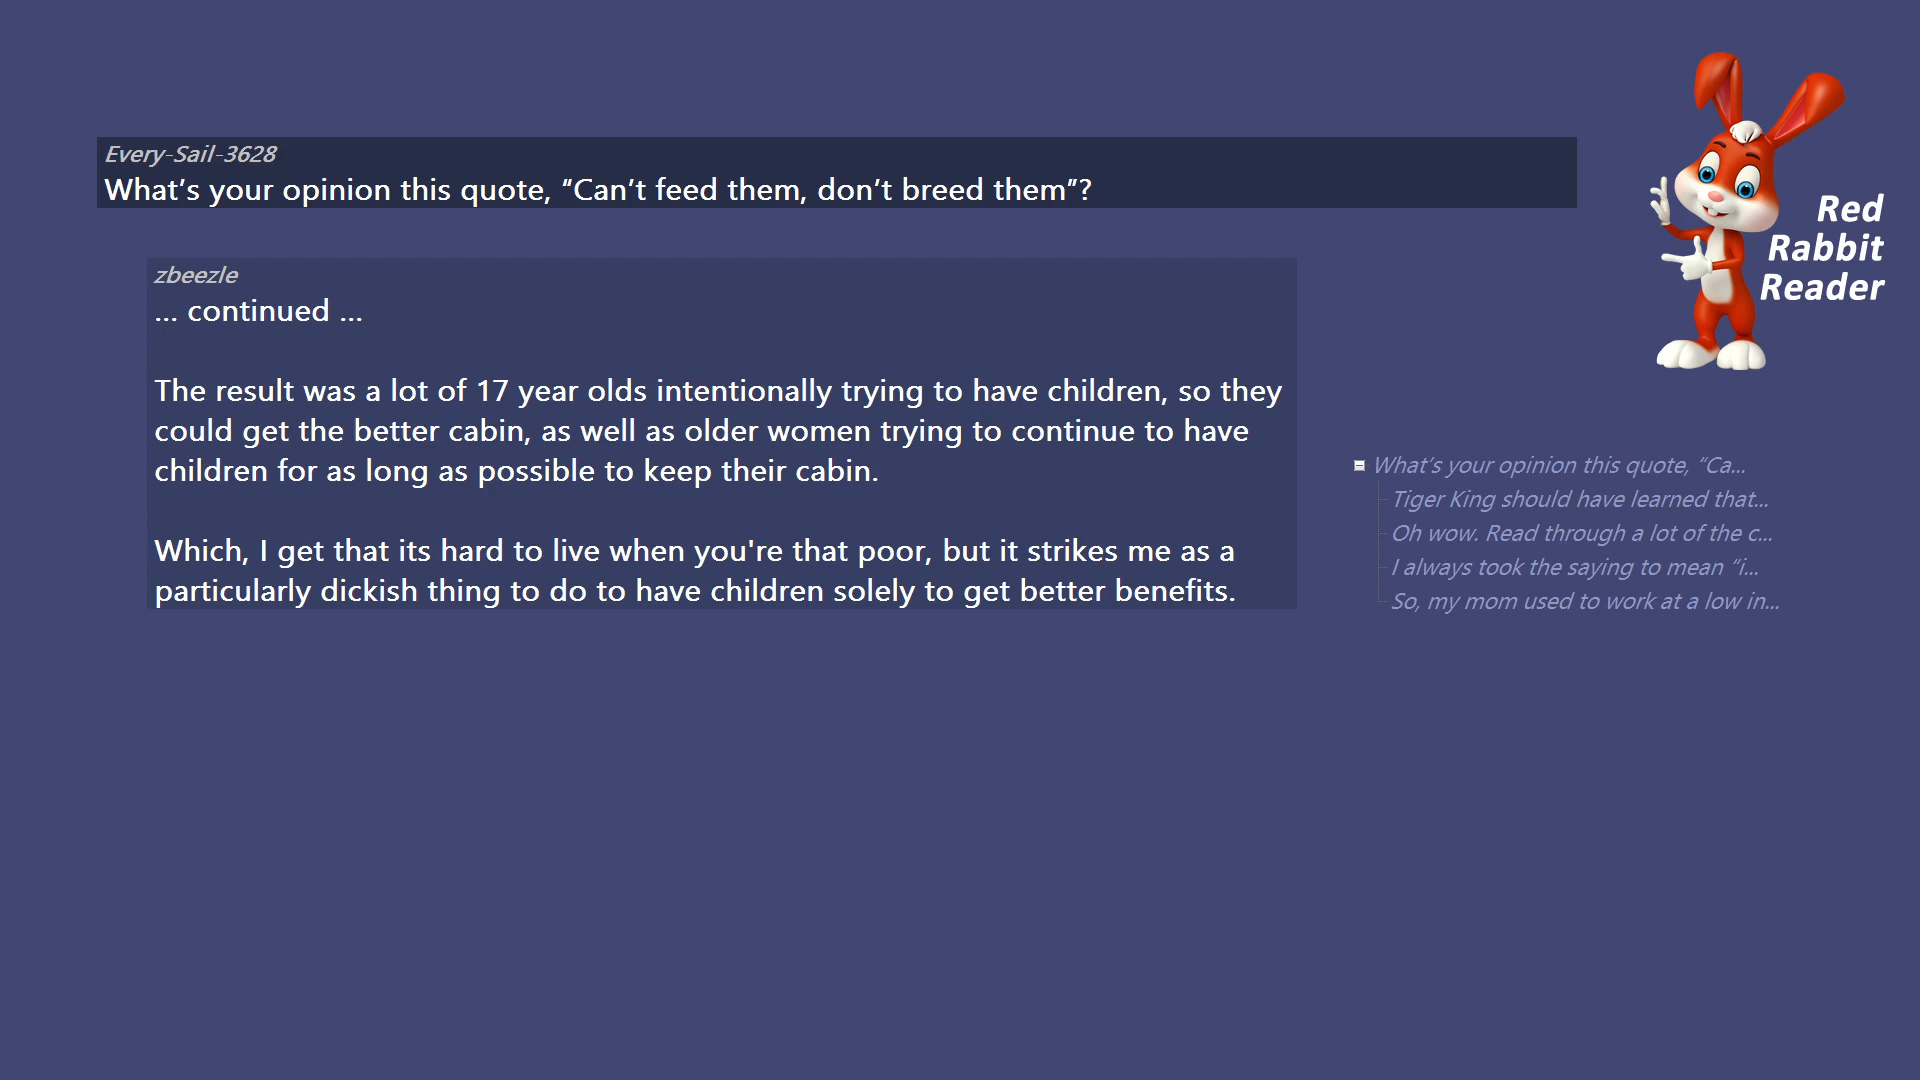 Every-Sail-3628
What’s your opinion this quote, “Can’t feed them, don’t breed them”?
zbeezle
... continued ...
The result was a lot of 17 year olds intentionally trying to have children, so they
could get the better cabin, as well as older women trying to continue to have
children for as long as possible to keep their cabin.
Which, I get that its hard to live when you're that poor, but it strikes me as a
particularly dickish thing to do to have children solely to get better benefits.
Red
Rabbit
Reader
What’s your opinion this quote, “Ca...
Tiger King should have learned that...
Oh wow. Read through a lot of the c...
I always took the saying to mean “i...
So, my mom used to work at a low in...